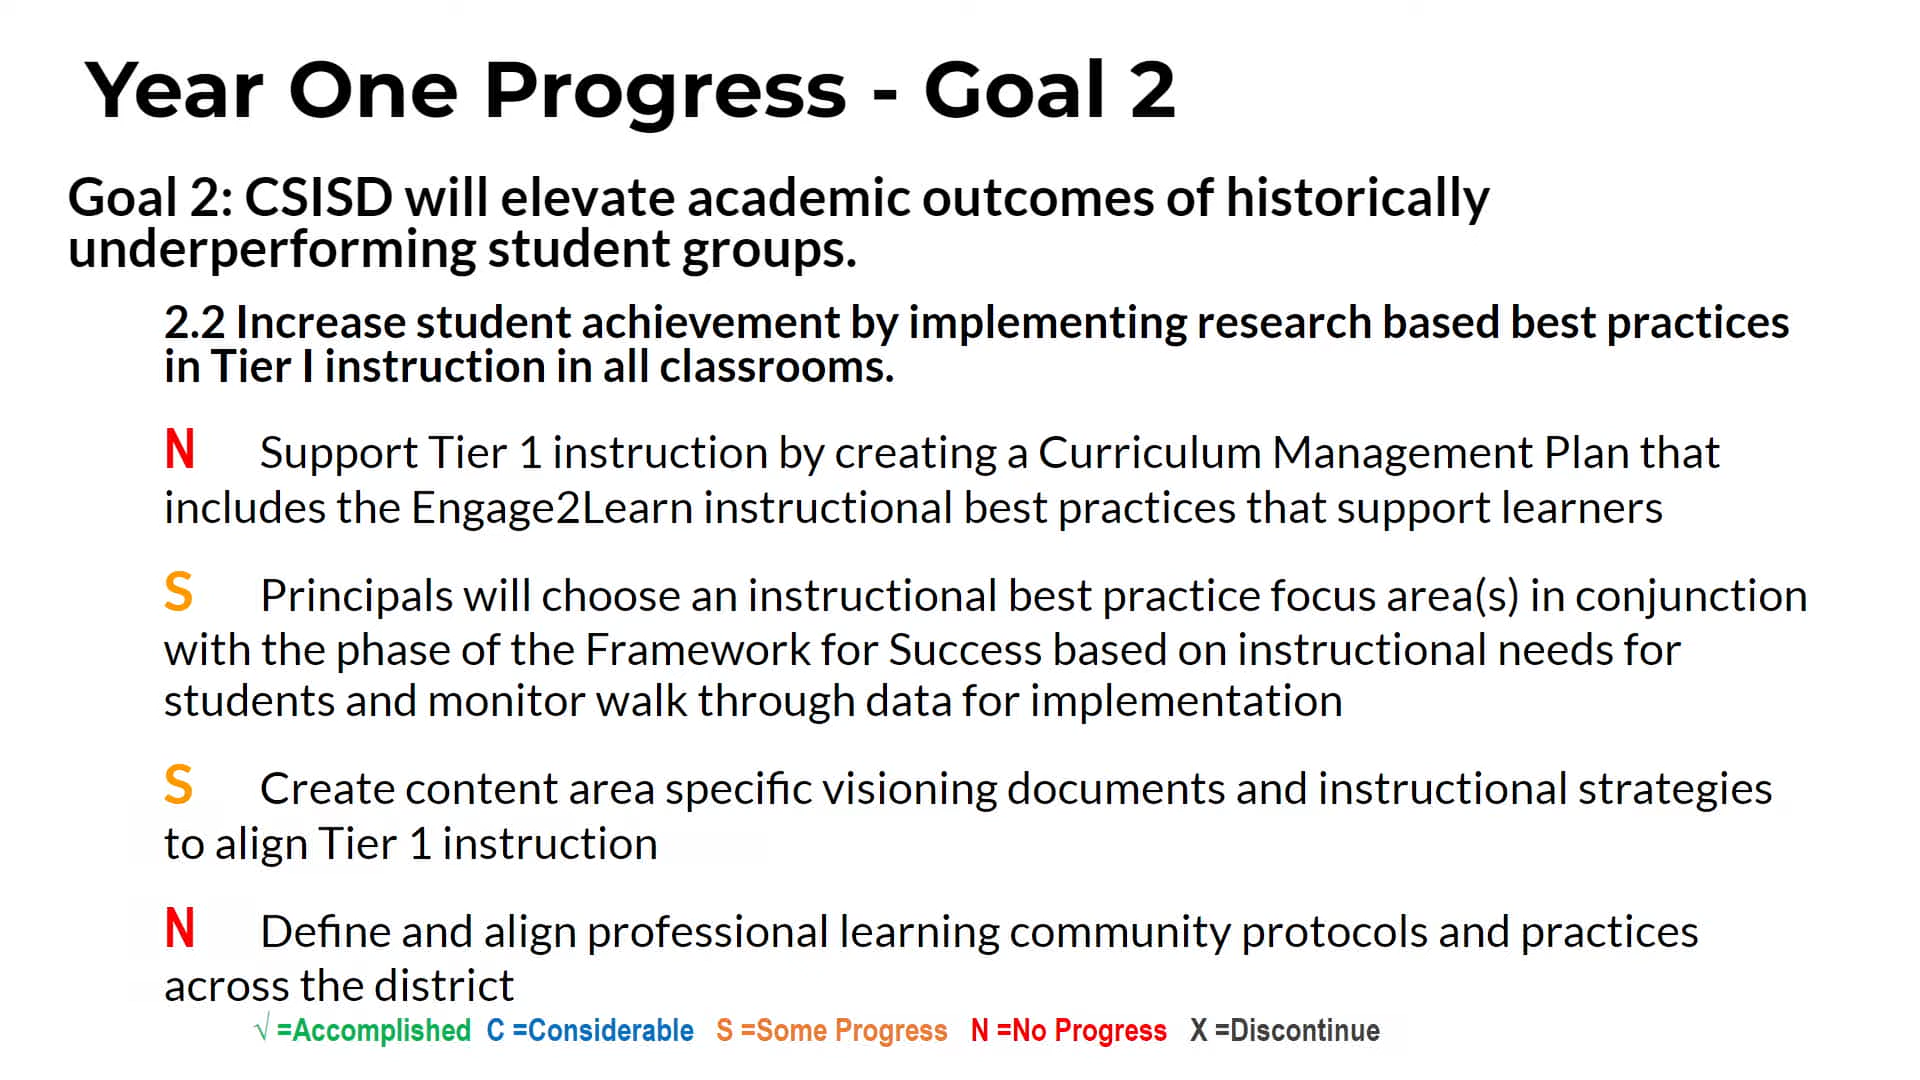 Year One Progress - Goal 2
Goal 2: CSISD will elevate academic outcomes of historically
underperforming student groups.
2.2 Increase student achievement by implementing research based best practices
in Tier I instruction in all classrooms.
N Support Tier 1 instruction by creating a Curriculum Management Plan that
includes the Engage2Learn instructional best practices that support learners
S Principals will choose an instructional best practice focus area(s) in conjunction
with the phase of the Framework for Success based on instructional needs for
students and monitor walk through data for implementation
S Create content area specific visioning documents and instructional strategies
to align Tier 1 instruction
N Define and align professional learning community protocols and practices
across the district
√ =Accomplished C =Considerable S =Some Progress N =No Progress X =Discontinue